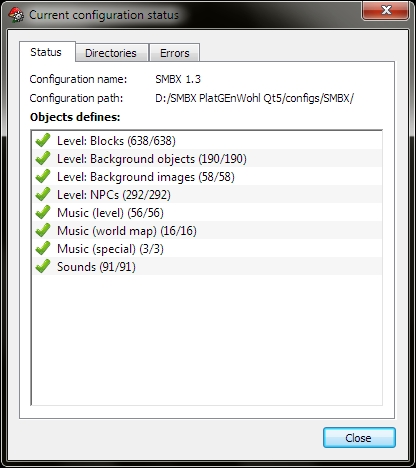 Current configuration status
Status Directories Errors
Configuration name: SMBX 1.3
Configuration path: D:/SMBX PlatGEnWohl Qt5/configs/SMBX/
Objects defines:
Level: Blocks (638/638)
Level: Background objects (190/190)
Level: Background images (58/58)
Level: NPCs (292/292)
Music (level) (56/56)
Music (world map) (16/16)
Music (special) (3/3)
Sounds (91/91)
Close